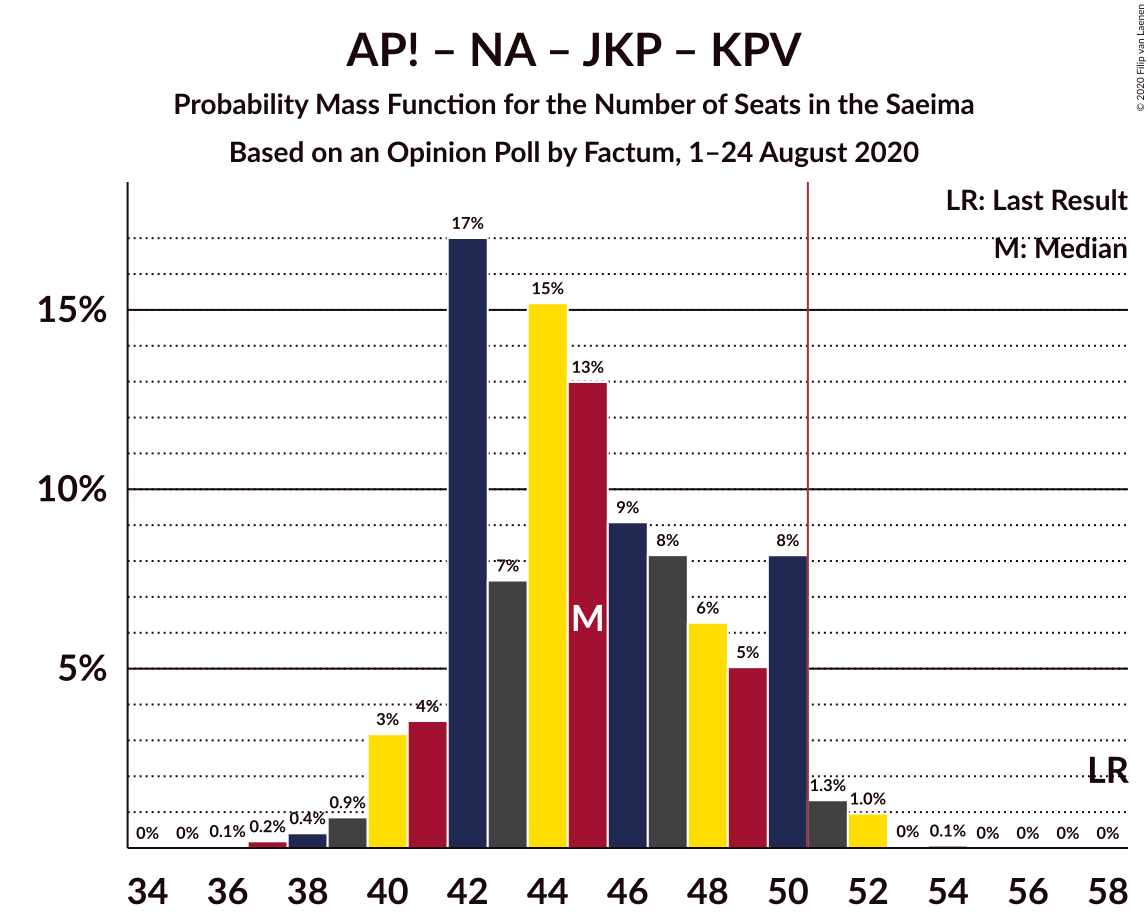 AP! – NA – JKP – KPV
Probability Mass Function for the Number of Seats in the Saeima
Based on an Opinion Poll by Factum, 1–24 August 2020
© 2020 Filip van Laenen
LR: Last Result
M: Median
17%
15%
15%
13%
10%
9%
8%
8%
7%
6%
5%
5%
M
4%
3%
LR
1.3%
1.0%
0.9%
0.4%
0.2%
0% 0% 0.1% 0% 0.1% 0% 0% 0% 0%
34 36 38 40 42 44 46 48 50 52 54 56 58